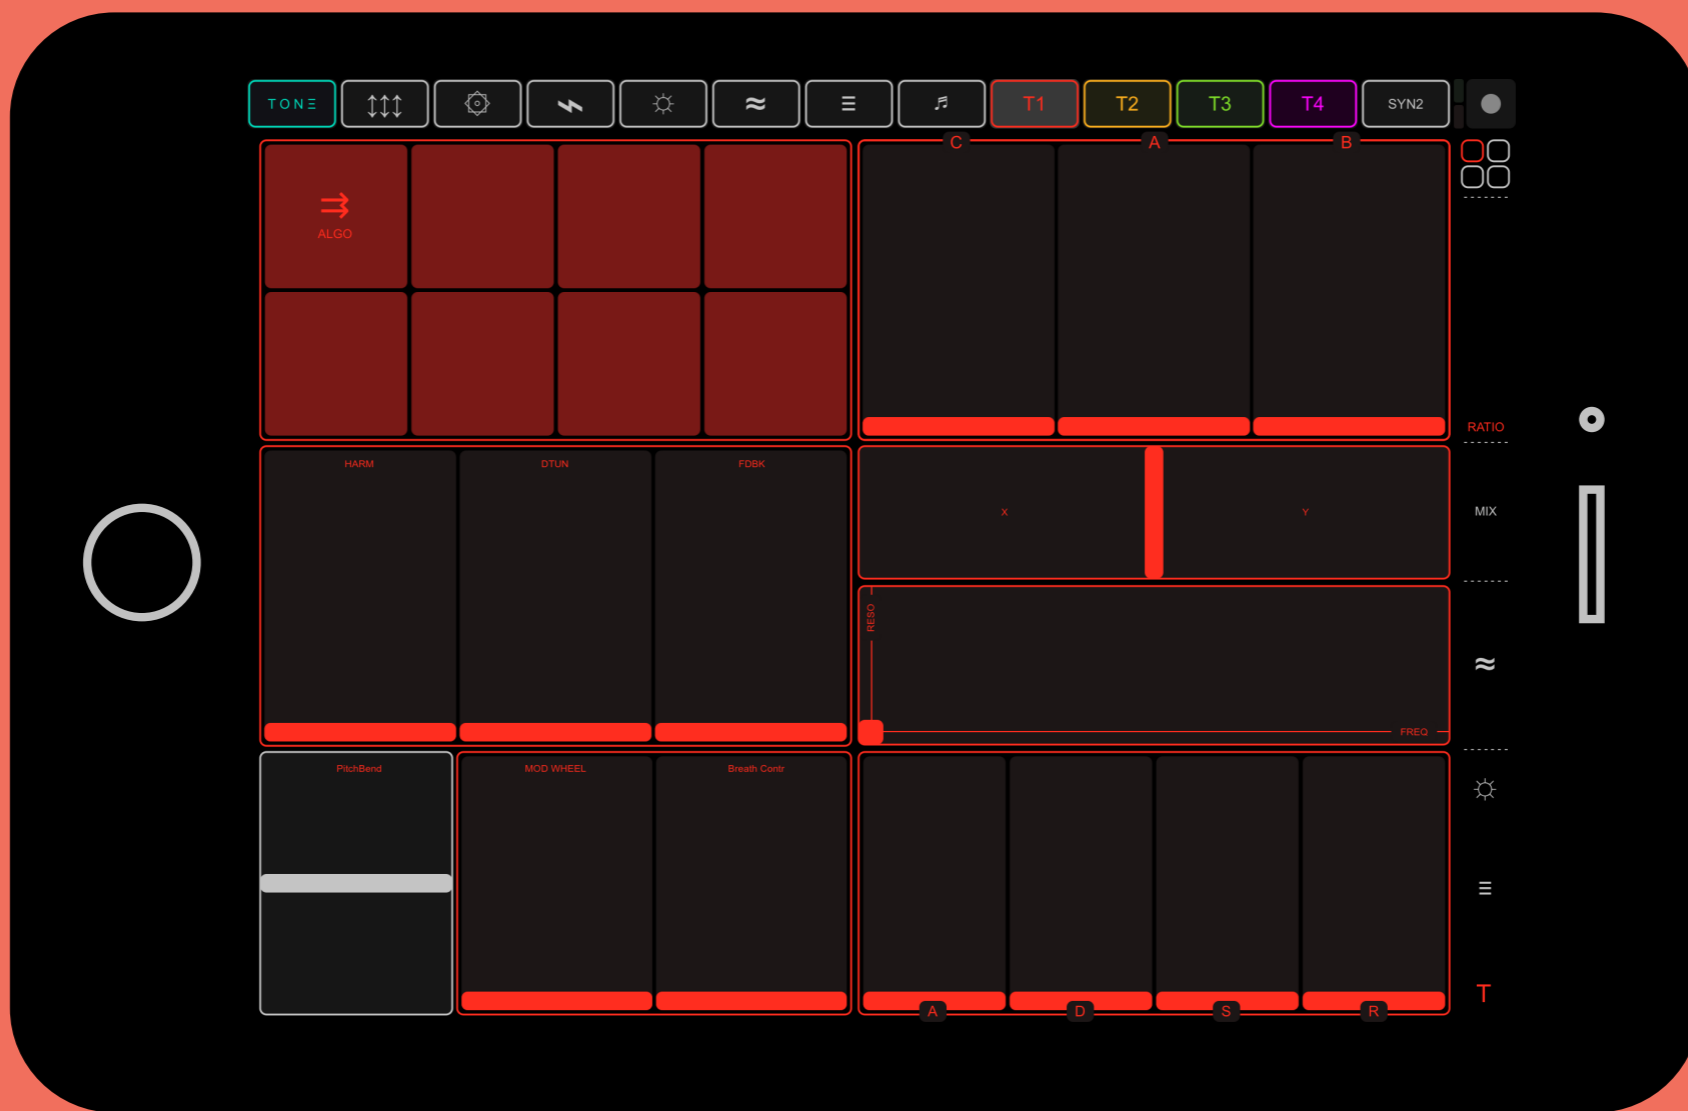 TONE T1 T2 T3 T4 SYN2
C A B
ALGO
RATIO
HARM DTUN FDBK
X Y MIX
RESO
FREQ
PitchBend MOD WHEEL Breath Contr
T
A D S R